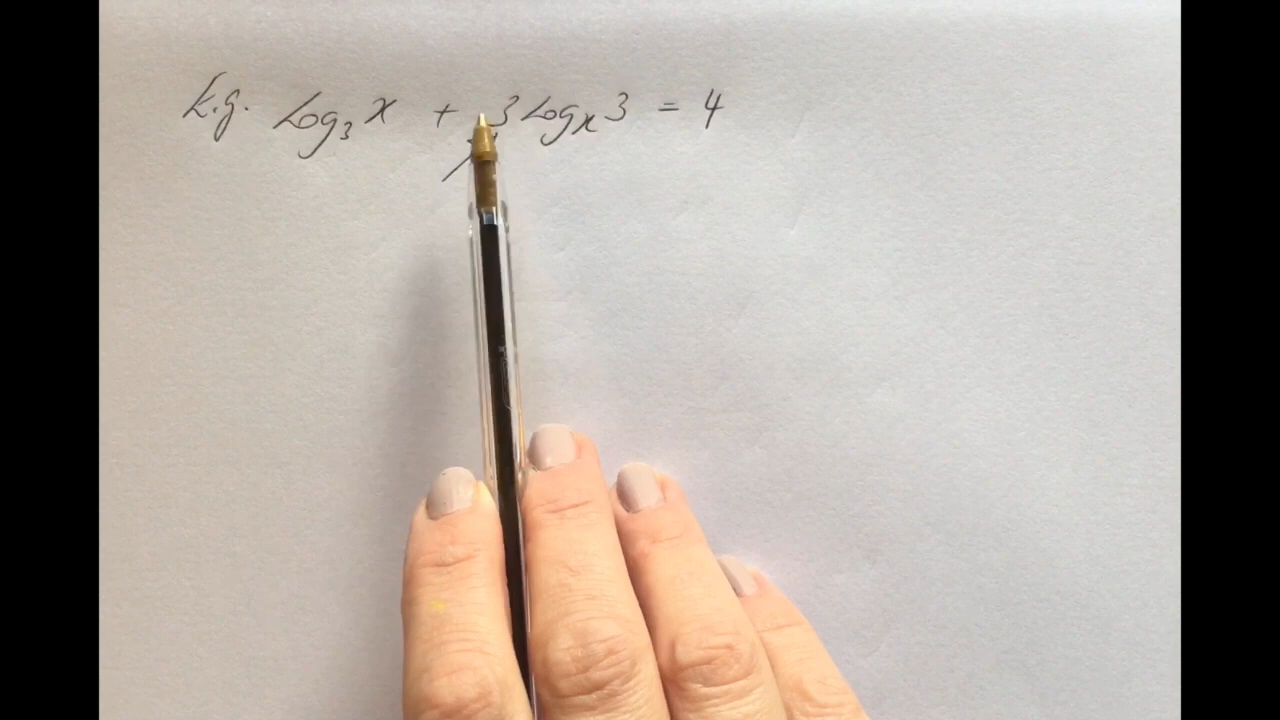 E.g. Log₃x + 3Logₓ3 = 4